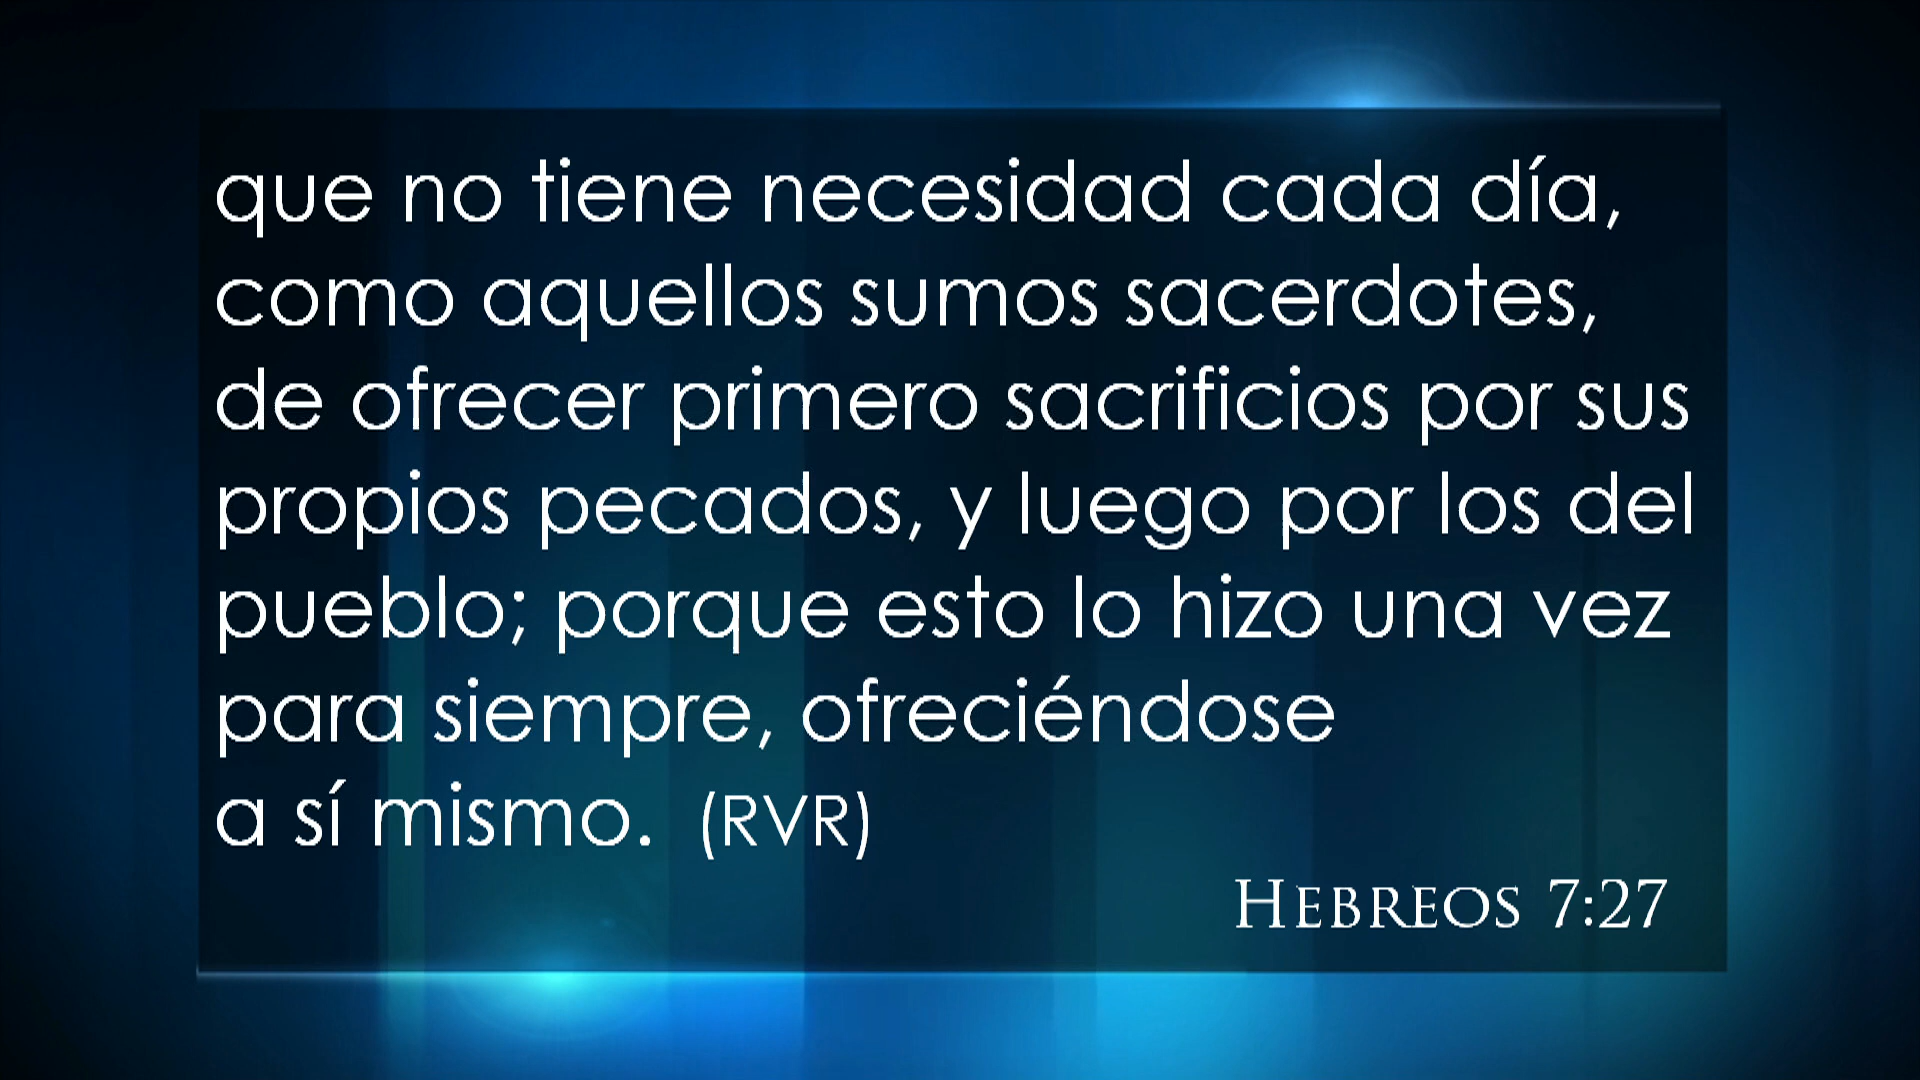 que no tiene necesidad cada día,
como aquellos sumos sacerdotes,
de ofrecer primero sacrificios por sus
propios pecados, y luego por los del
pueblo; porque esto lo hizo una vez
para siempre, ofreciéndose
a sí mismo. (RVR)
HEBREOS 7:27